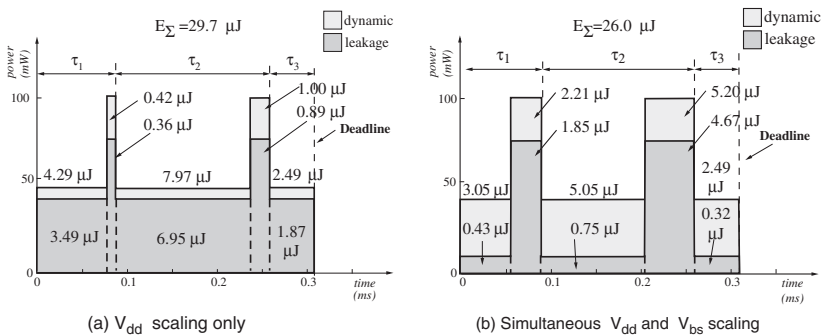 E_Σ =29.7 μJ
dynamic
leakage
power
(mW)
τ₁
τ₂
τ₃
100
50
0
0.42 μJ
0.36 μJ
1.00 μJ
0.89 μJ
Deadline
4.29 μJ
7.97 μJ
2.49 μJ
3.49 μJ
6.95 μJ
1.87
μJ
0
0.1
0.2
0.3
time
(ms)
(a) V_dd scaling only
E_Σ =26.0 μJ
dynamic
leakage
power
(mW)
τ₁
τ₂
τ₃
100
50
0
2.21 μJ
1.85 μJ
5.20 μJ
4.67 μJ
Deadline
2.49
μJ
3.05 μJ
5.05 μJ
0.43 μJ
0.75 μJ
0.32
μJ
0
0.1
0.2
0.3
time
(ms)
(b) Simultaneous V_dd and V_bs scaling